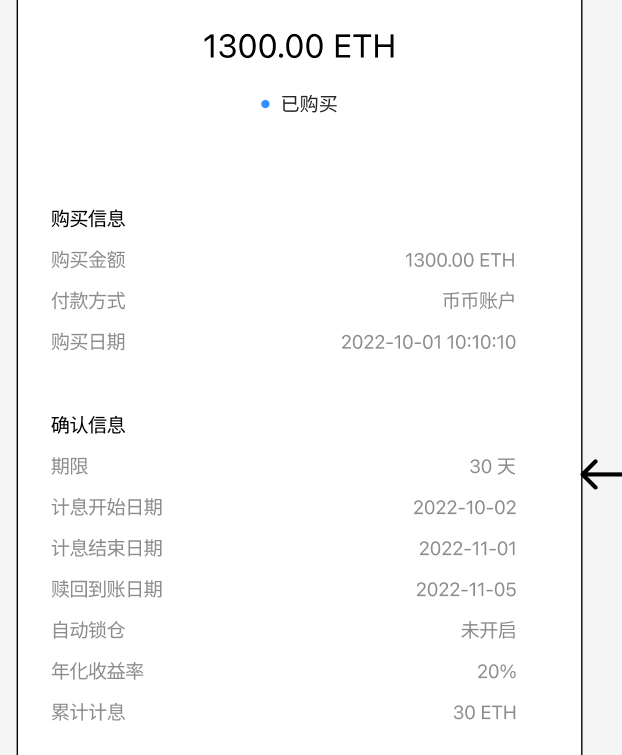 1300.00 ETH
已购买
购买信息
购买金额 1300.00 ETH
付款方式 币币账户
购买日期 2022-10-01 10:10:10
确认信息
期限 30 天
计息开始日期 2022-10-02
计息结束日期 2022-11-01
赎回到账日期 2022-11-05
自动锁仓 未开启
年化收益率 20%
累计计息 30 ETH